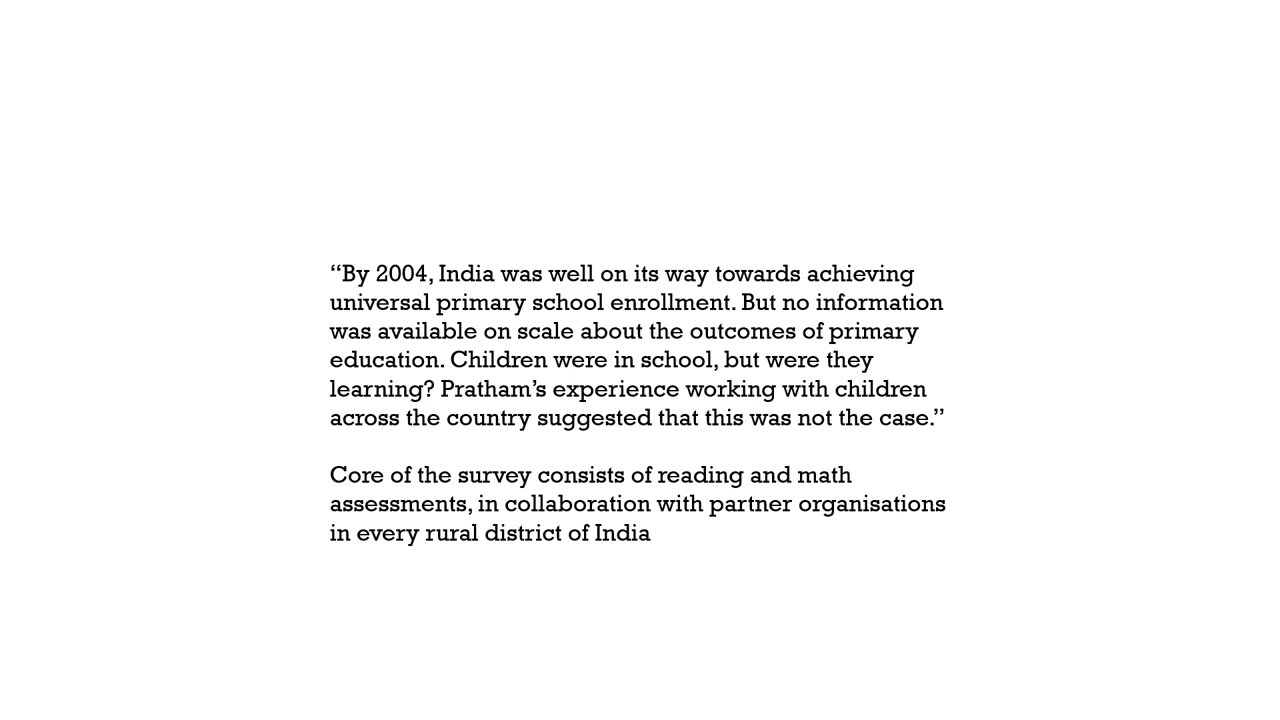 “By 2004, India was well on its way towards achieving
universal primary school enrollment. But no information
was available on scale about the outcomes of primary
education. Children were in school, but were they
learning? Pratham’s experience working with children
across the country suggested that this was not the case.”
Core of the survey consists of reading and math
assessments, in collaboration with partner organisations
in every rural district of India